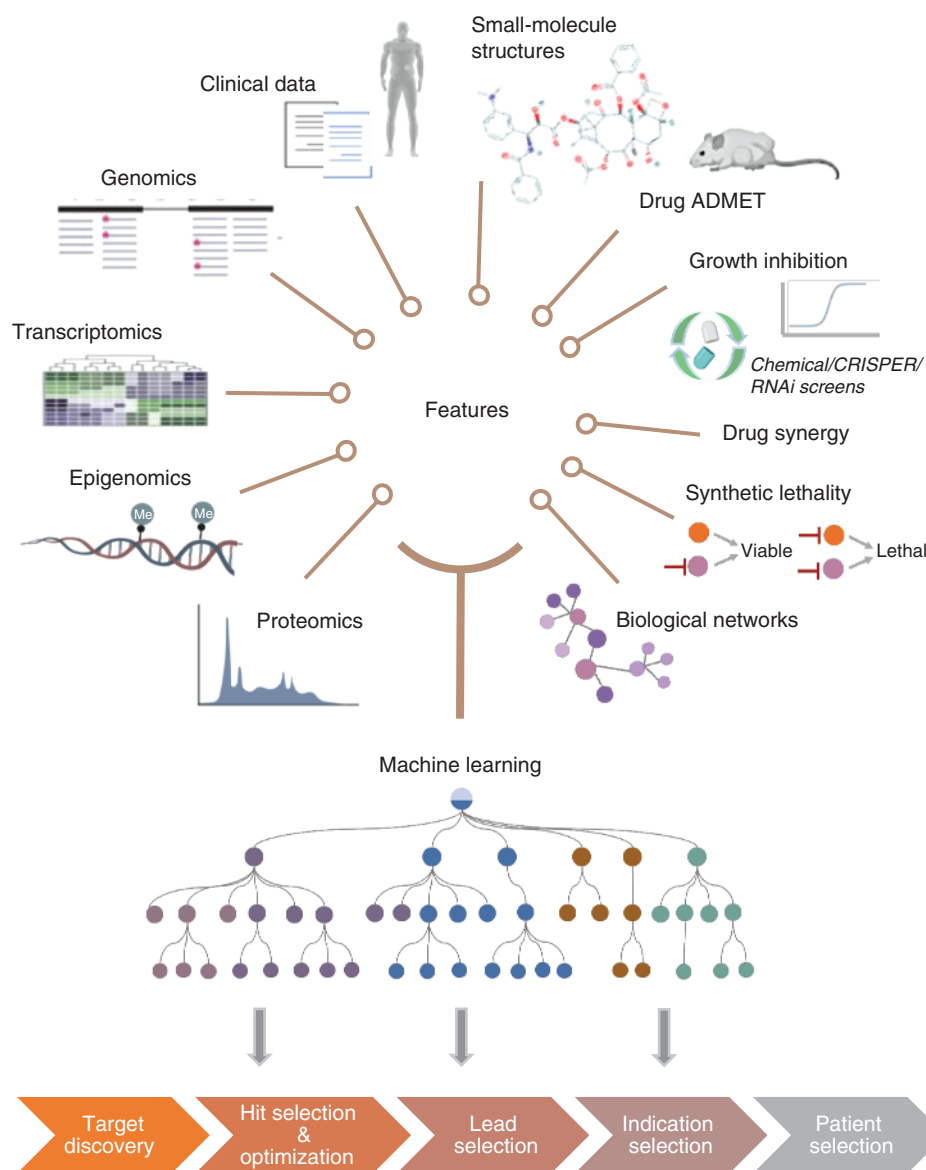 Small-molecule
structures
Clinical data
Genomics
Drug ADMET
Growth inhibition
Transcriptomics
Chemical/CRISPER/
RNAi screens
Features
Drug synergy
Epigenomics
Me
Me
Synthetic lethality
Viable
Lethal
Proteomics
Biological networks
Machine learning
Target
discovery
Hit selection
&
optimization
Lead
selection
Indication
selection
Patient
selection